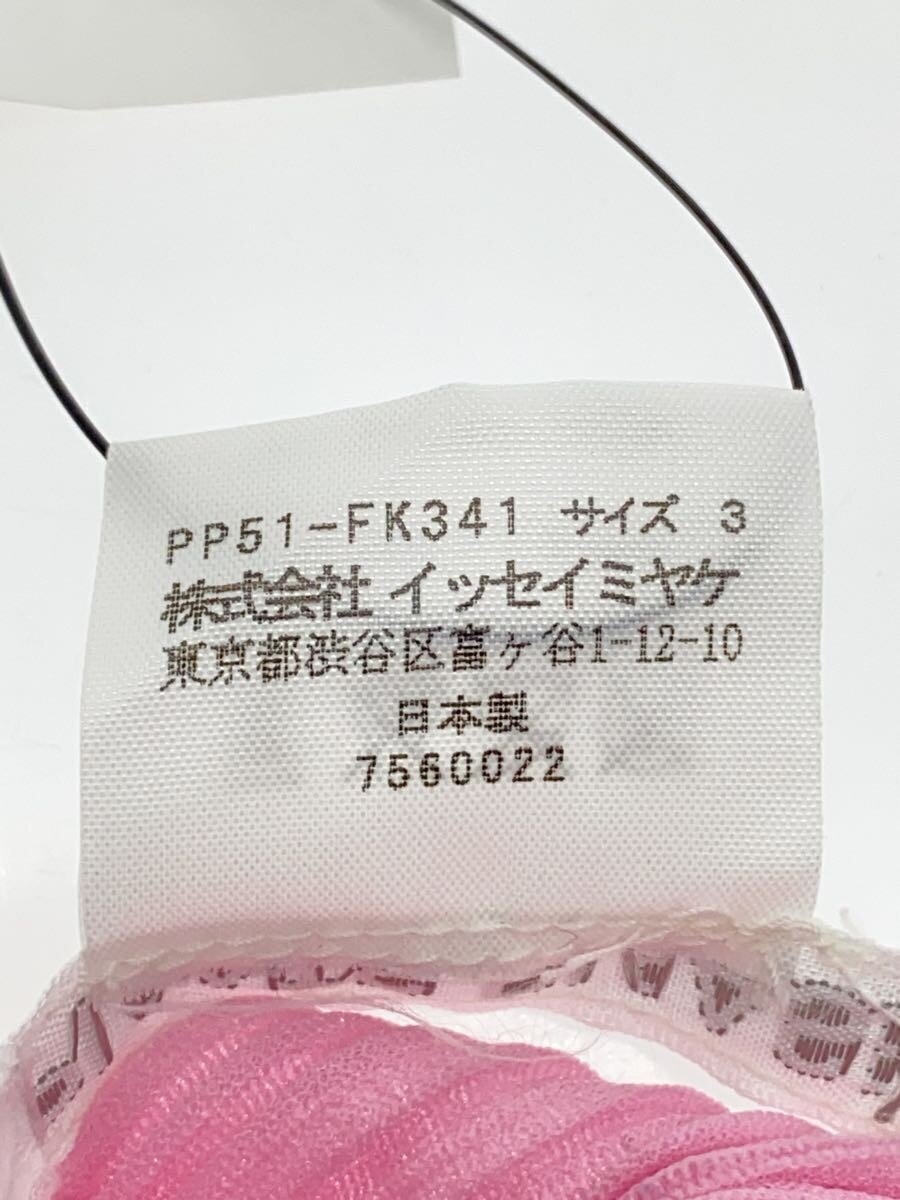 PP51-FK341 サイズ 3
株式会社 イッセイミヤケ
東京都渋谷区富ヶ谷1-12-10
日本製
7560022